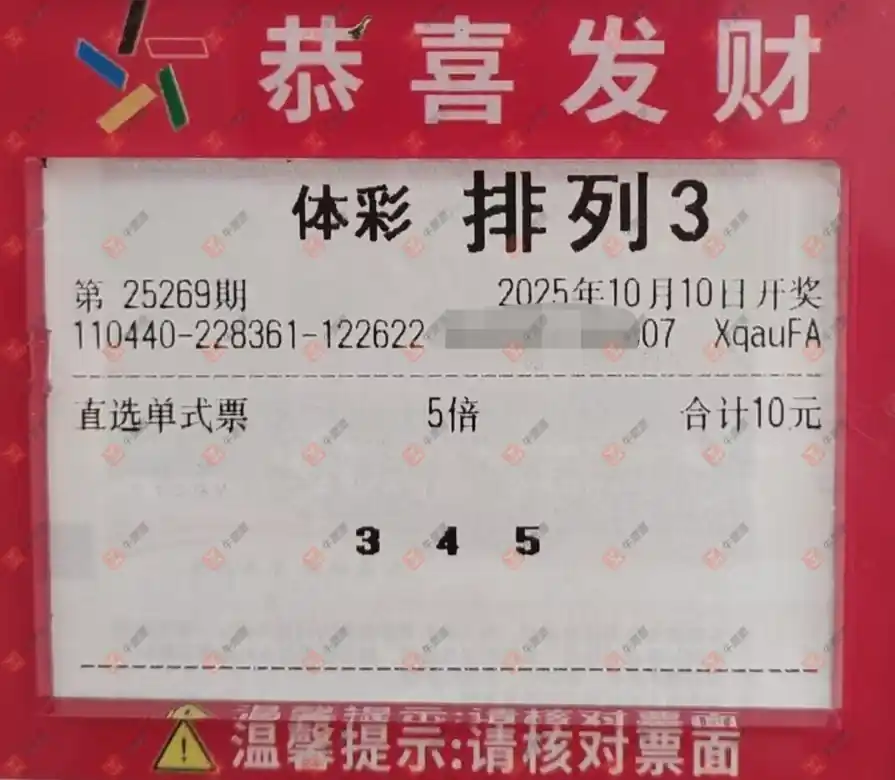 恭喜发财
体彩 排列3
第 25269期 2025年10月10日开奖
110440-228361-122622 07 XqauFA
直选单式票 5倍 合计10元
3 4 5
温馨提示:请核对票面